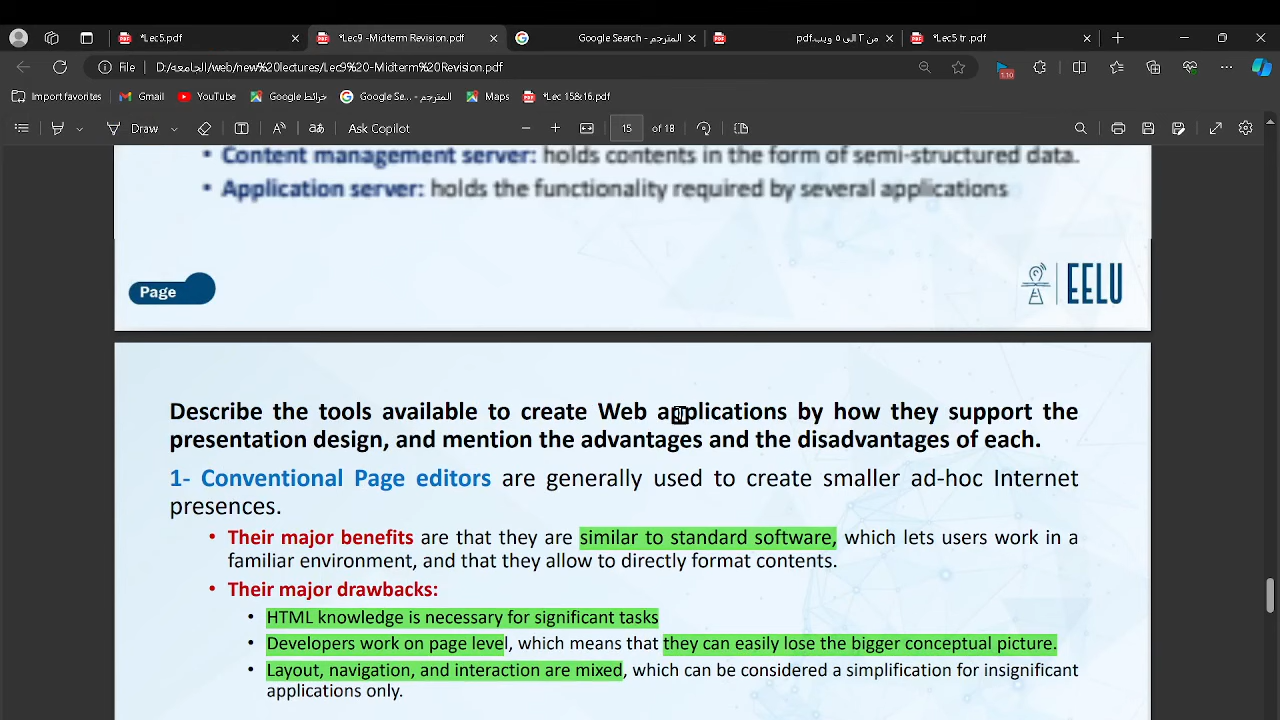 *Lec5.pdf
*Lec9 -Midterm Revision.pdf
المترجم - Google Search
من ٢ الى ٥ ويب.pdf
*Lec5 tr.pdf
File
D:/الجامعه/web/new%20lectures/Lec9%20-Midterm%20Revision.pdf
1.10
Import favorites
Gmail
YouTube
خرائط Google
المترجم - Google Se...
Maps
*Lec 15&16.pdf
Draw
Ask Copilot
15 of 18
• Content management server: holds contents in the form of semi-structured data.
• Application server: holds the functionality required by several applications
Page
EELU
Describe the tools available to create Web applications by how they support the
presentation design, and mention the advantages and the disadvantages of each.
1- Conventional Page editors are generally used to create smaller ad-hoc Internet
presences.
• Their major benefits are that they are similar to standard software, which lets users work in a
familiar environment, and that they allow to directly format contents.
• Their major drawbacks:
• HTML knowledge is necessary for significant tasks
• Developers work on page level, which means that they can easily lose the bigger conceptual picture.
• Layout, navigation, and interaction are mixed, which can be considered a simplification for insignificant
applications only.